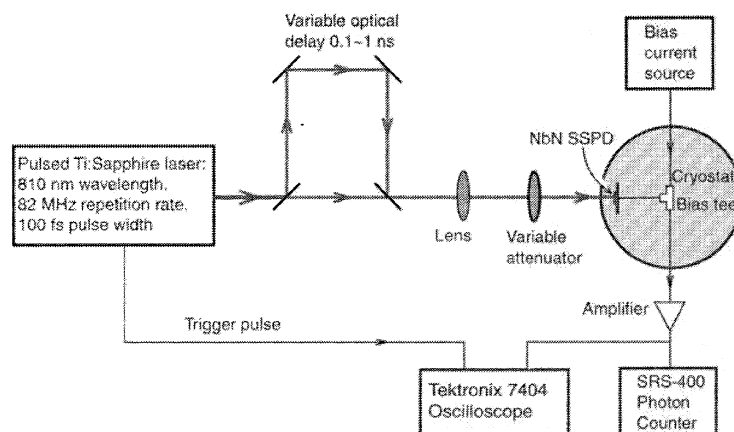 Variable optical
delay 0.1~1 ns
Bias
current
source
NbN SSPD
Pulsed Ti:Sapphire laser:
810 nm wavelength.
82 MHz repetition rate.
100 fs pulse width
Cryostat
Bias tee
Lens
Variable
attenuator
Amplifier
Trigger pulse
Tektronix 7404
Oscilloscope
SRS-400
Photon
Counter